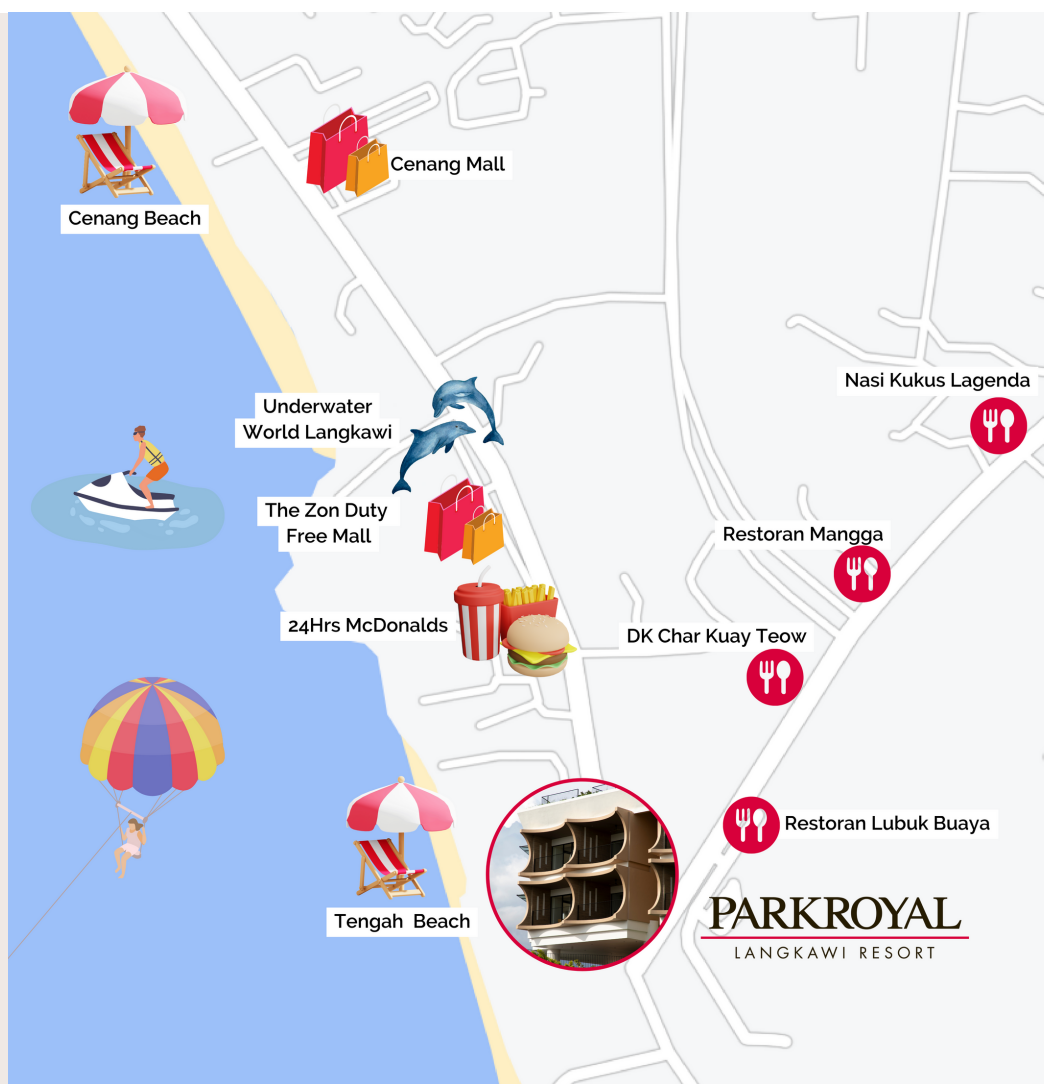 Cenang Mall
Cenang Beach
Nasi Kukus Lagenda
Underwater
World Langkawi
The Zon Duty
Free Mall
Restoran Mangga
24Hrs McDonalds
DK Char Kuay Teow
Restoran Lubuk Buaya
Tengah Beach
PARKROYAL
LANGKAWI RESORT